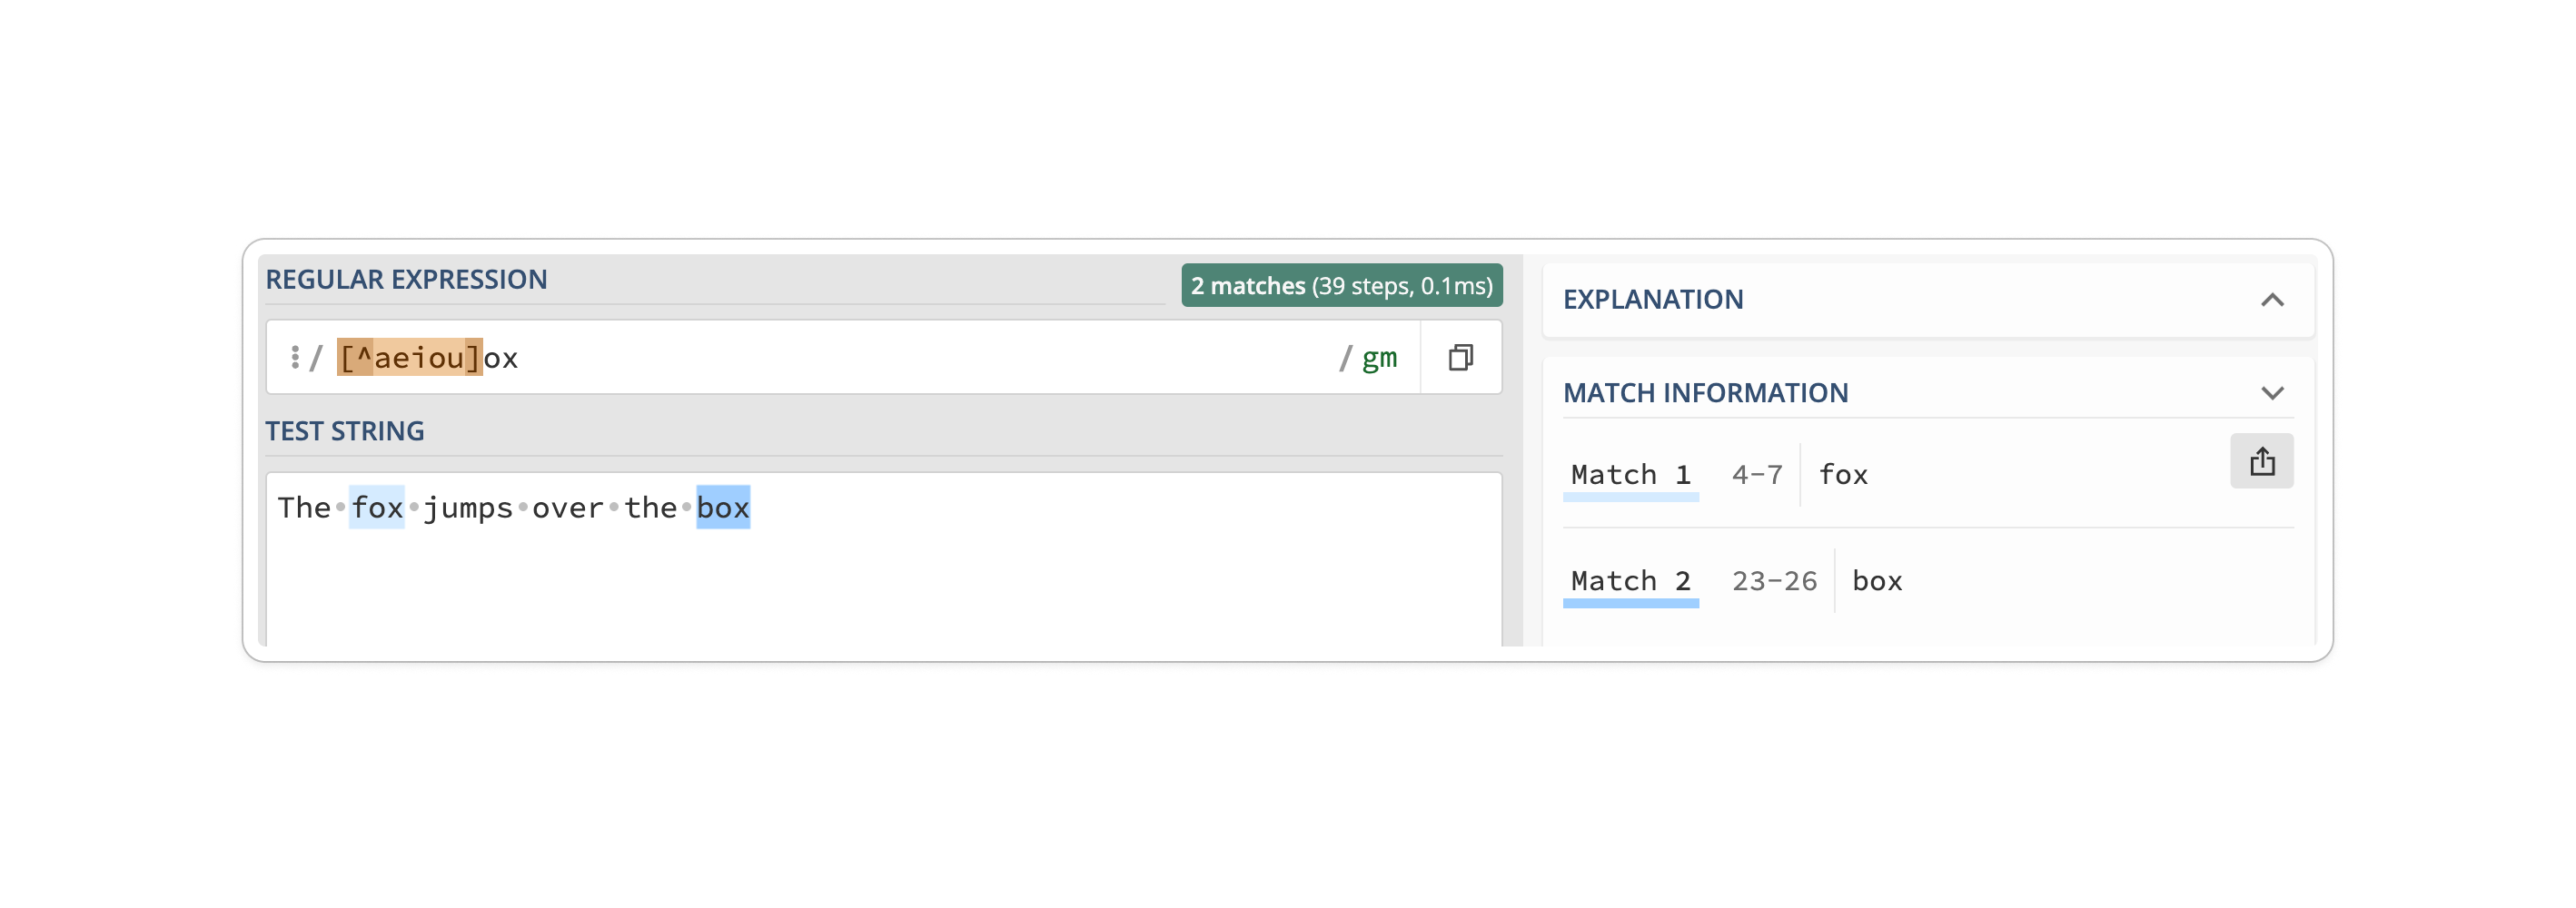 REGULAR EXPRESSION
2 matches (39 steps, 0.1ms)
/ [^aeiou]ox / gm
TEST STRING
The·fox·jumps·over·the·box
EXPLANATION
MATCH INFORMATION
Match 1 4-7 fox
Match 2 23-26 box